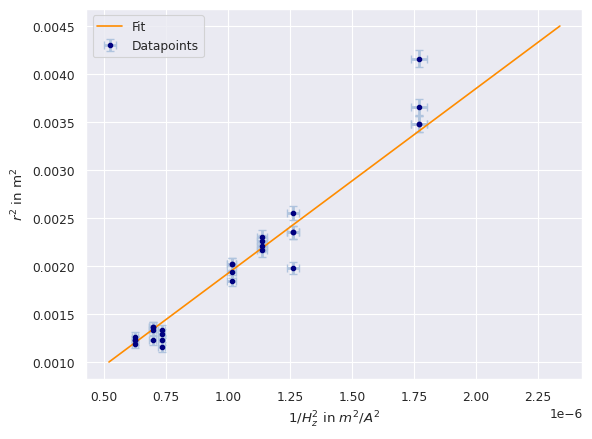 Fit
Datapoints
0.0045
0.0040
0.0035
0.0030
0.0025
0.0020
0.0015
0.0010
r² in m²
0.50 0.75 1.00 1.25 1.50 1.75 2.00 2.25
1e−6
1/H_z² in m²/A²